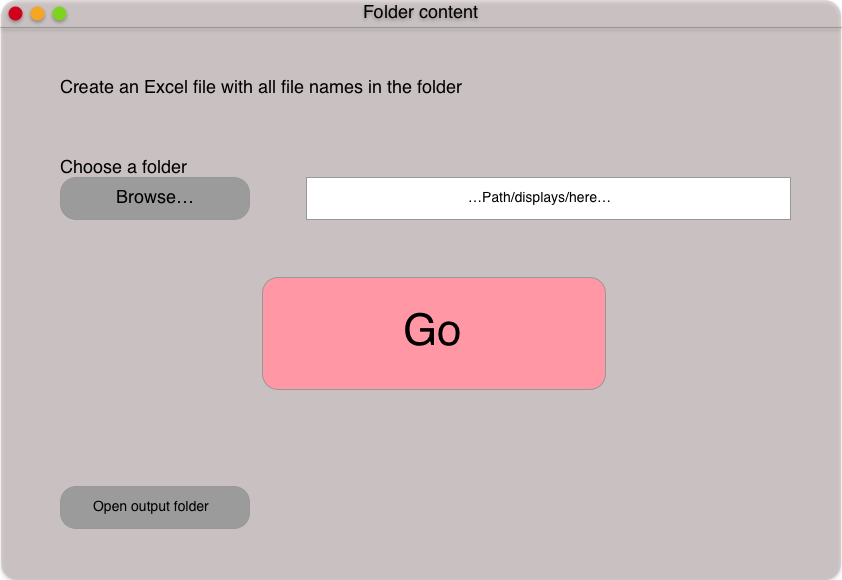 Folder content
Create an Excel file with all file names in the folder
Choose a folder
Browse...
...Path/displays/here...
Go
Open output folder